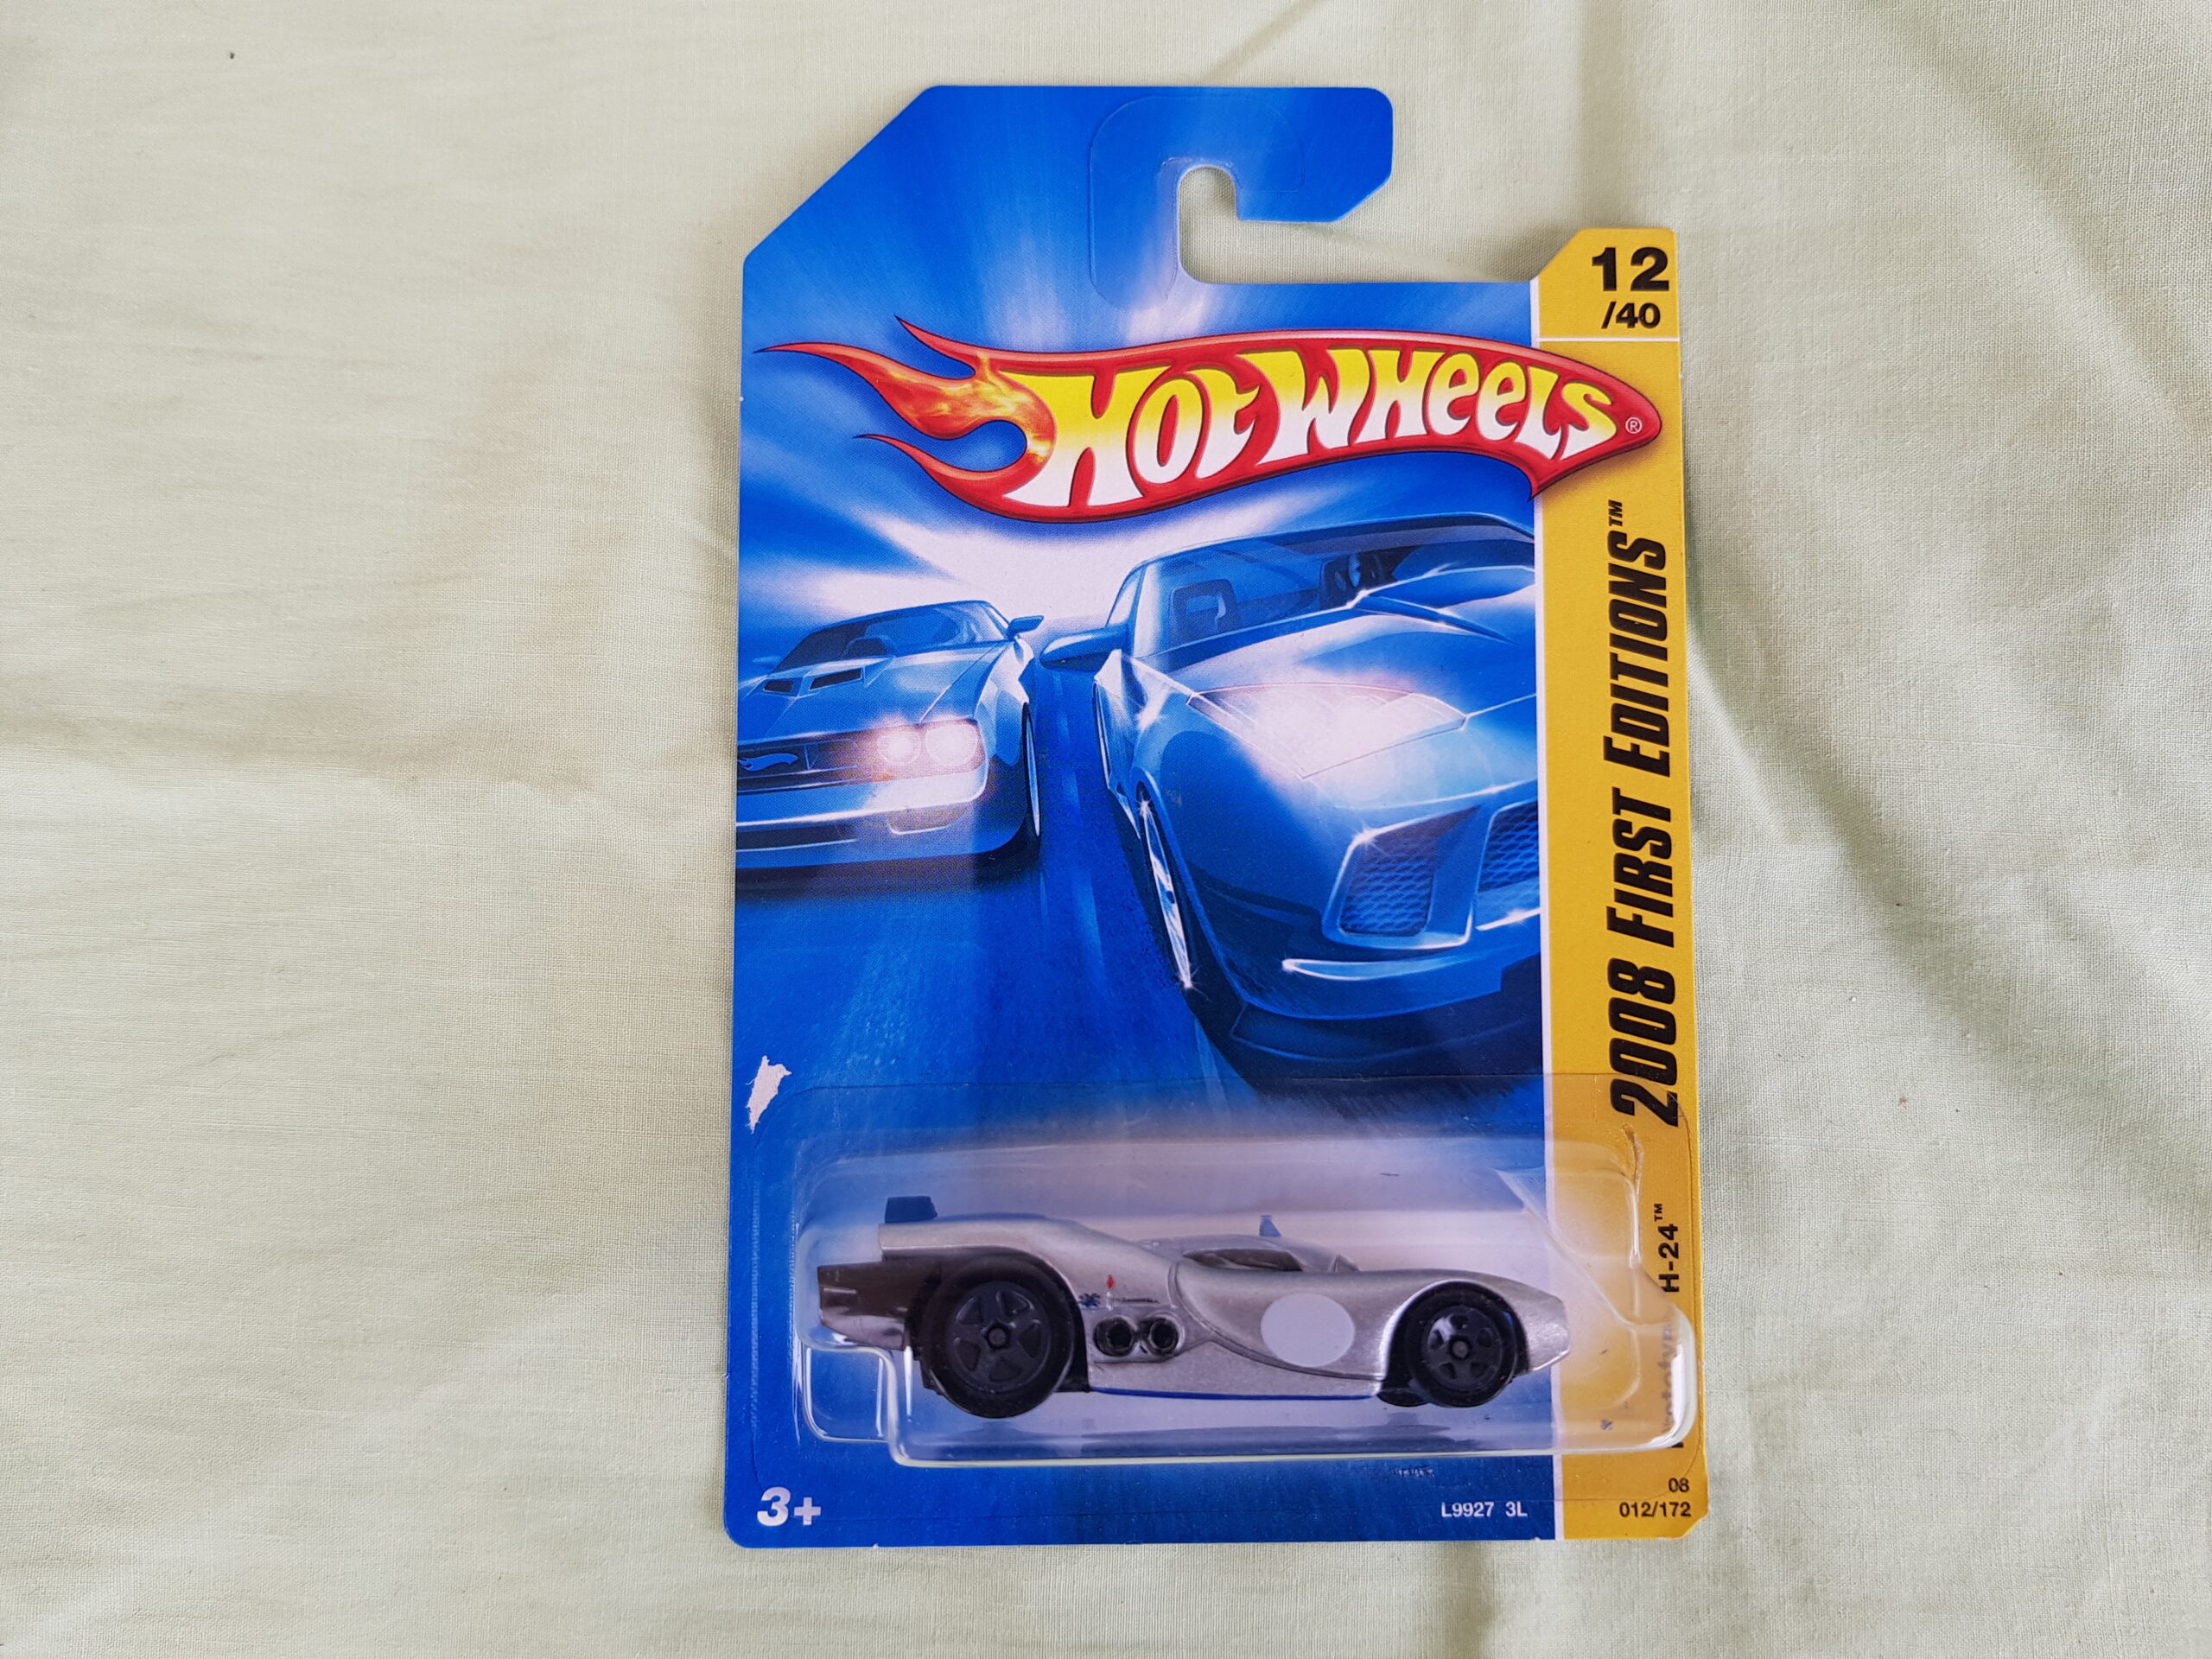 12
/40
HOT WHEELS®
2008 FIRST EDITIONS™
H-24™
3+
L9927 3L
08
012/172